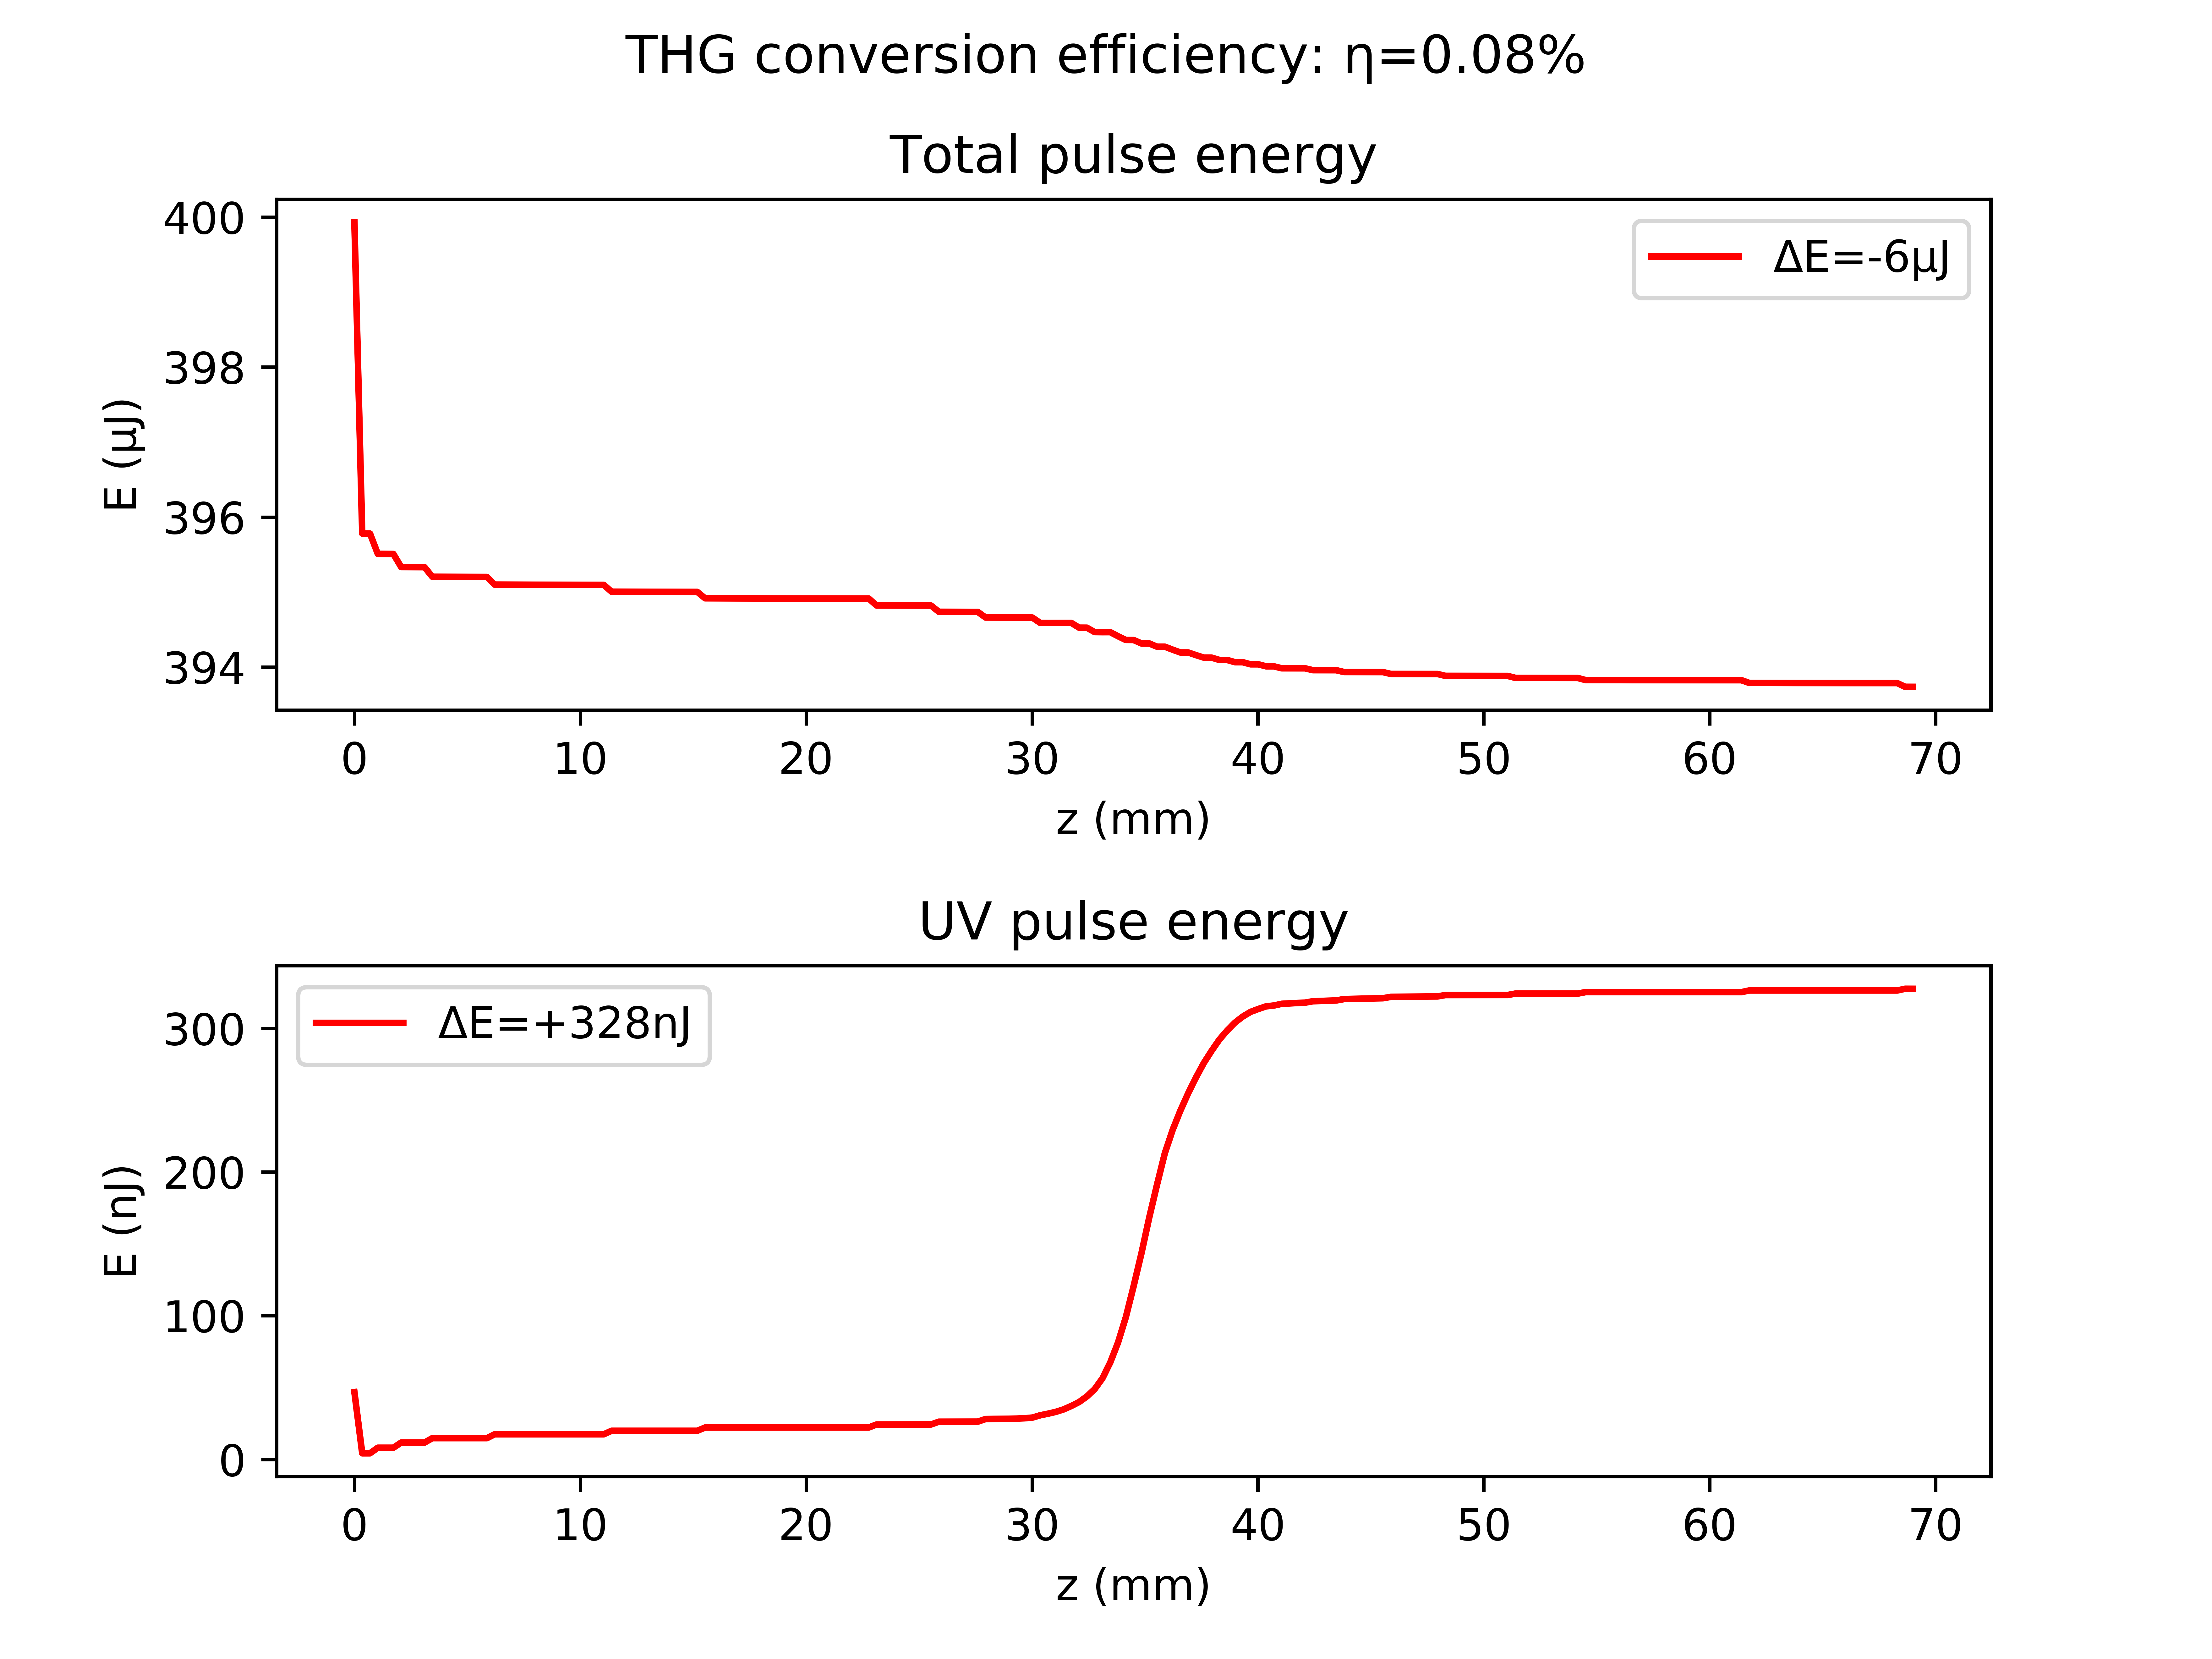 THG conversion efficiency: η=0.08%
Total pulse energy
ΔE=-6μJ
E (μJ)
400
398
396
394
0 10 20 30 40 50 60 70
z (mm)
UV pulse energy
ΔE=+328nJ
E (nJ)
300
200
100
0
0 10 20 30 40 50 60 70
z (mm)